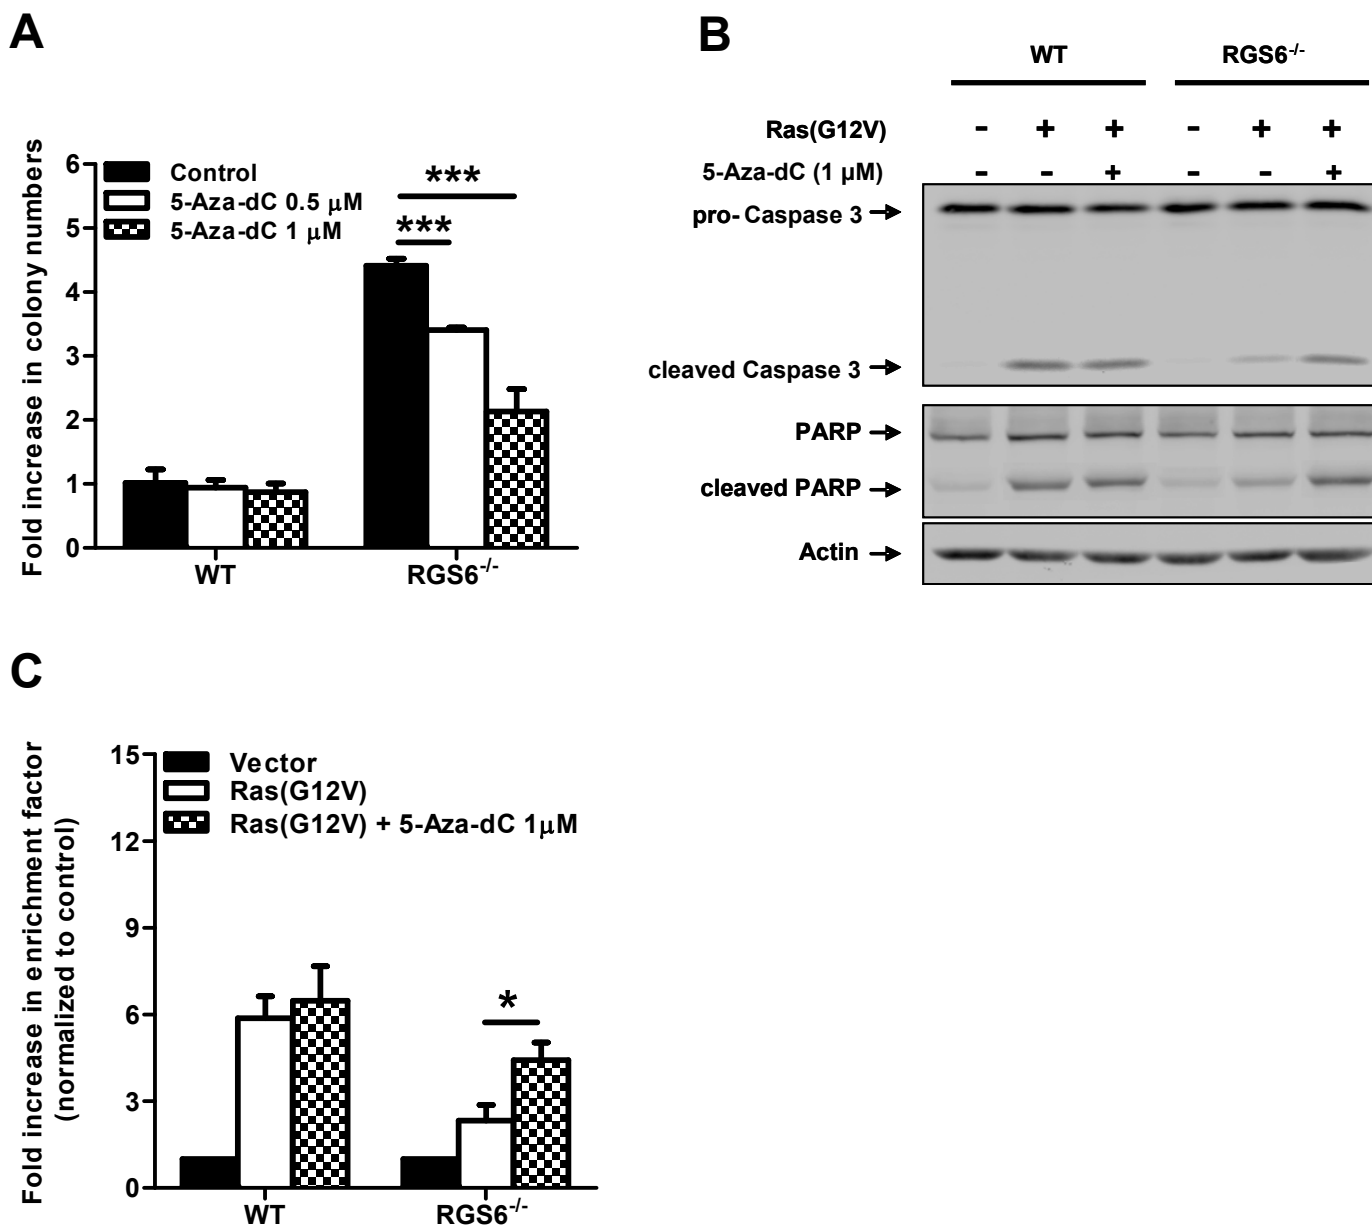 A
Fold increase in colony numbers
6
5
4
3
2
1
0
Control
5-Aza-dC 0.5 μM
5-Aza-dC 1 μM
***
***
WT
RGS6-/-
B
WT RGS6-/-
Ras(G12V) - + + - + +
5-Aza-dC (1 μM) - - + - - +
pro-Caspase 3
cleaved Caspase 3
PARP
cleaved PARP
Actin
C
Fold increase in enrichment factor
(normalized to control)
15
12
9
6
3
0
Vector
Ras(G12V)
Ras(G12V) + 5-Aza-dC 1μM
*
WT
RGS6-/-